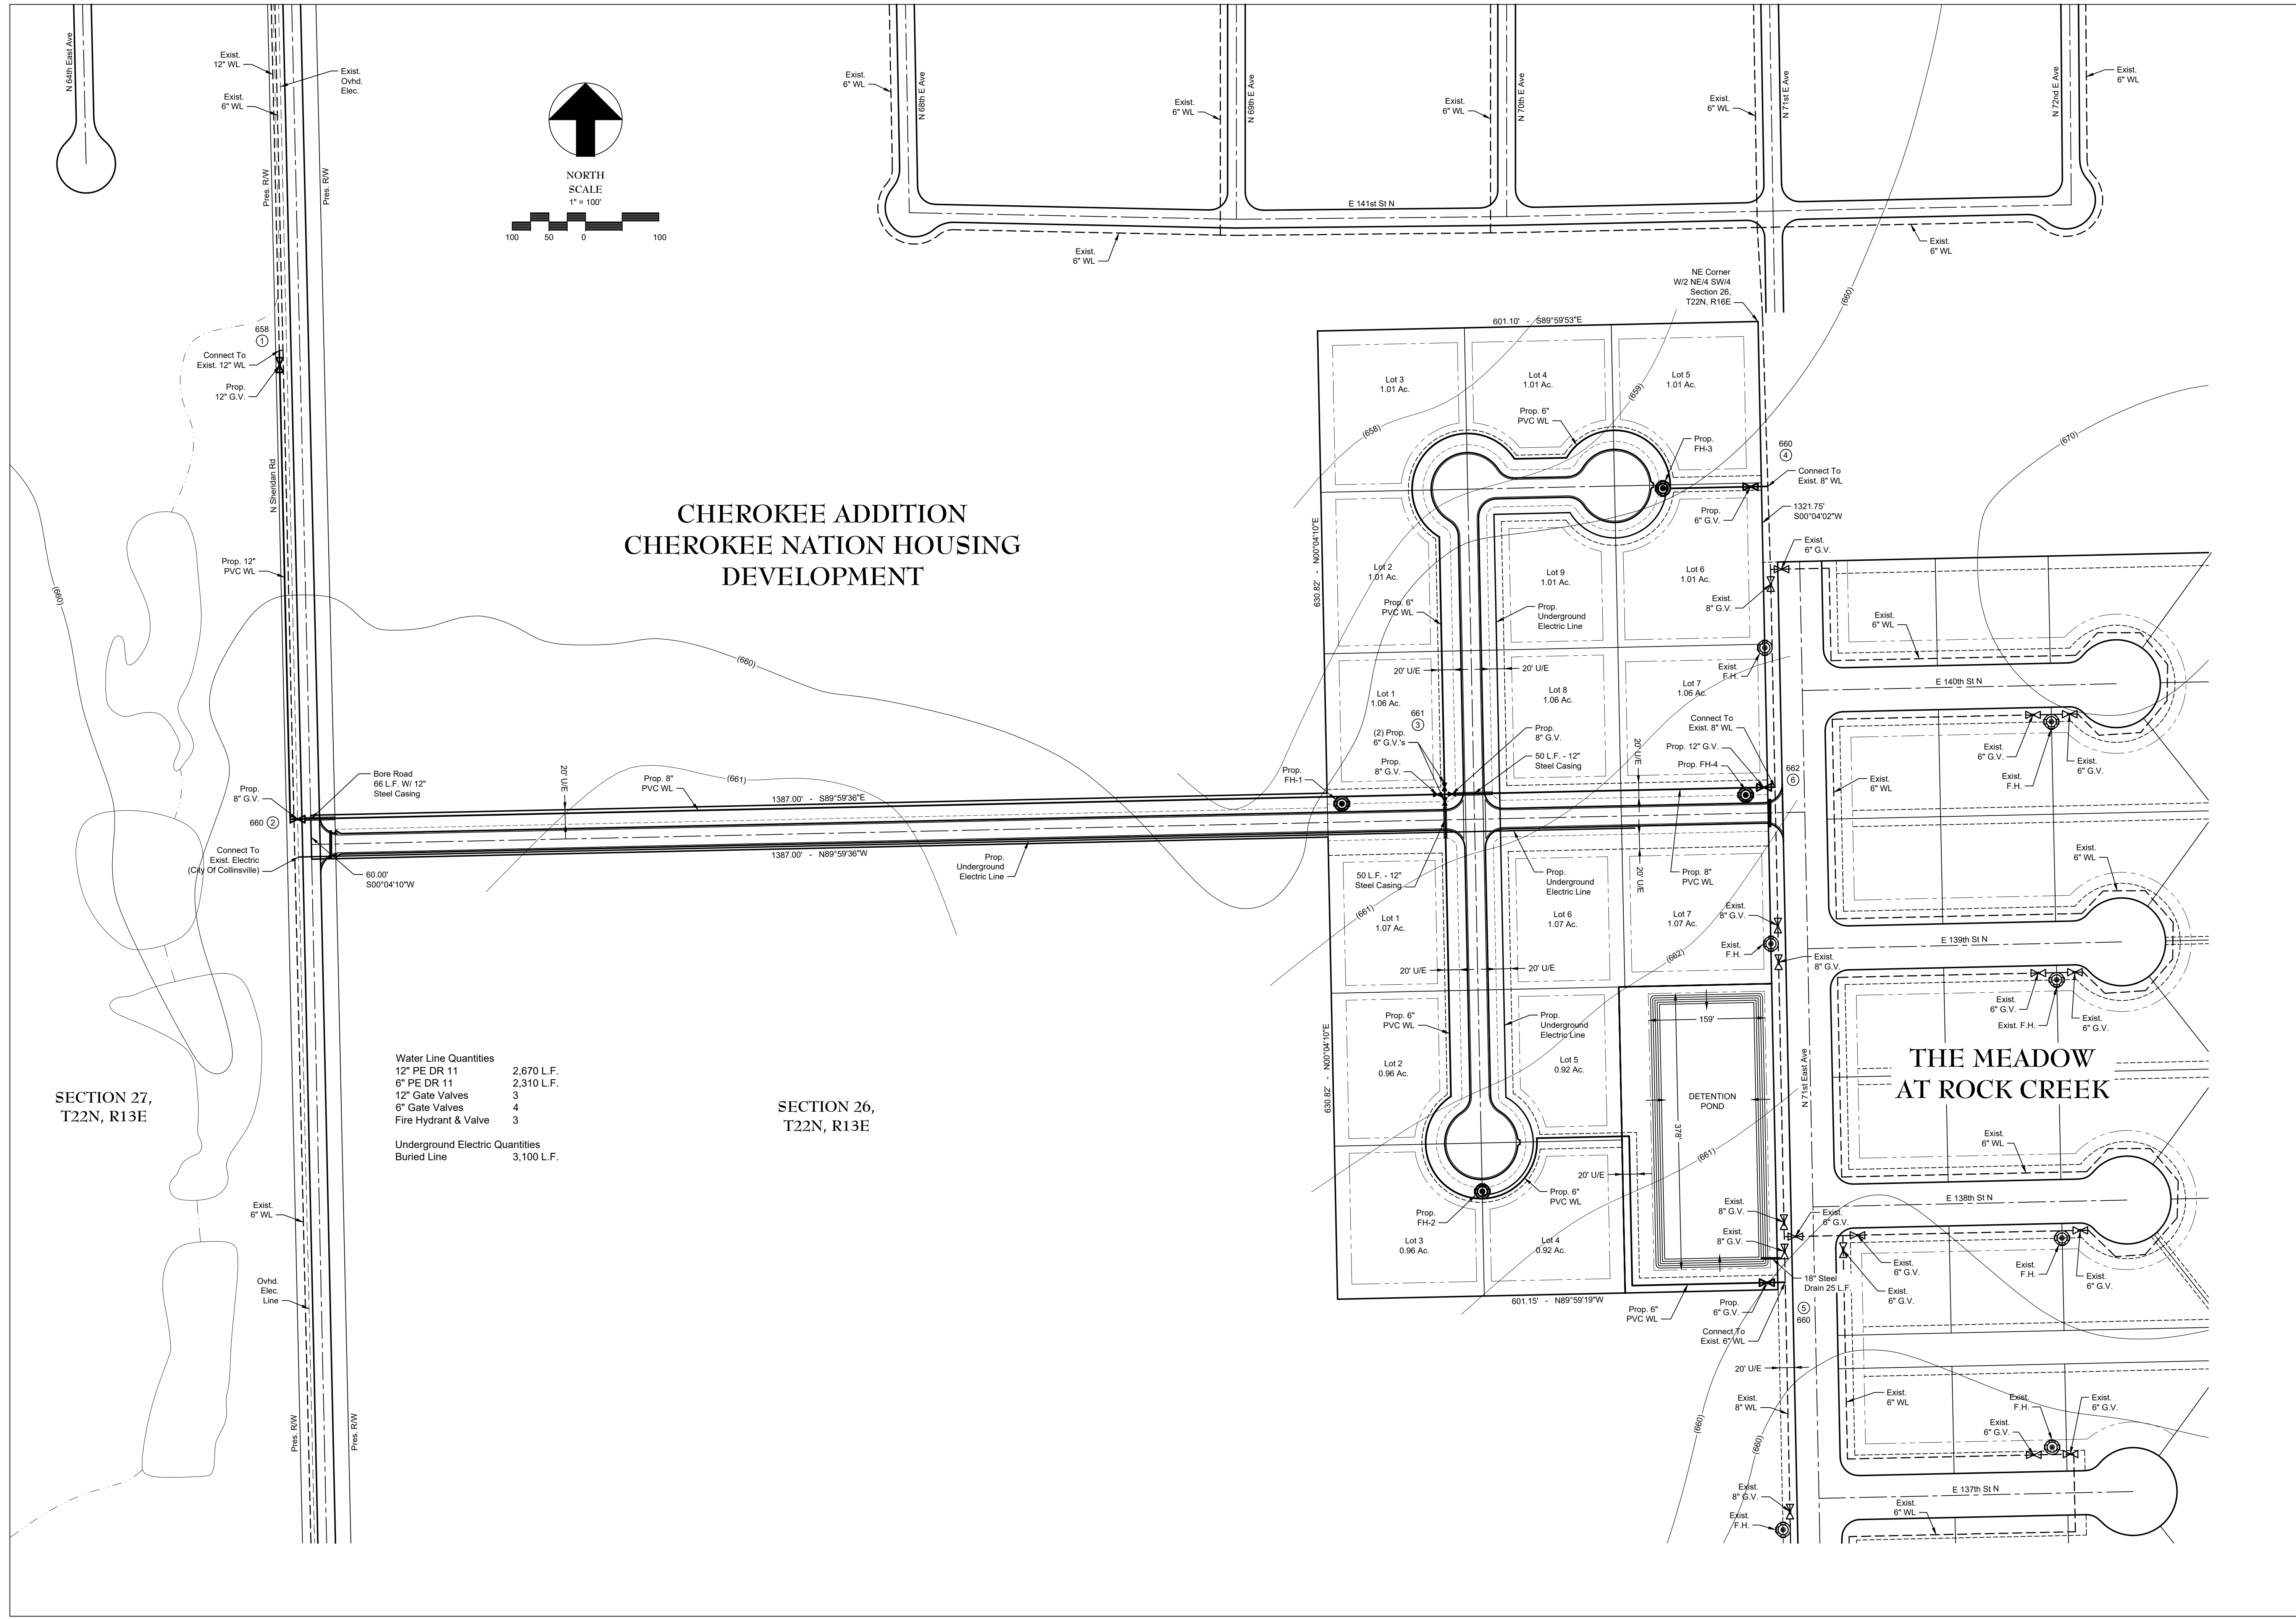 N 64th East Ave
Exist.
12" WL
Exist.
6" WL
Exist.
Ovhd.
Elec.
Pres. R/W
Pres. R/W
NORTH
SCALE
1" = 100'
100
50
0
100
Exist.
6" WL
N 68th E Ave
Exist.
6" WL
N 69th E Ave
Exist.
6" WL
N 70th E Ave
Exist.
6" WL
N 71st E Ave
N 72nd E Ave
Exist.
6" WL
E 141st St N
Exist.
6" WL
Exist.
6" WL
NE Corner
W/2 NE/4 SW/4
Section 26,
T22N, R16E
(660)
658
1
Connect To
Exist. 12" WL
Prop.
12" G.V.
N Sheridan Rd
Prop. 12"
PVC WL
(660)
CHEROKEE ADDITION
CHEROKEE NATION HOUSING
DEVELOPMENT
601.10' - S89°59'53"E
Lot 3
1.01 Ac.
Lot 4
1.01 Ac.
Lot 5
1.01 Ac.
(658)
(659)
Prop. 6"
PVC WL
Prop.
FH-3
660
4
Connect To
Exist. 8" WL
Prop.
6" G.V.
1321.75'
S00°04'02"W
(670)
Exist.
6" G.V.
Exist.
8" G.V.
630.82' - N00°04'10"E
Lot 2
1.01 Ac.
Lot 9
1.01 Ac.
Lot 6
1.01 Ac.
Prop. 6"
PVC WL
Prop.
Underground
Electric Line
Exist.
6" WL
20' U/E
20' U/E
Exist.
F.H.
E 140th St N
Lot 1
1.06 Ac.
Lot 8
1.06 Ac.
Lot 7
1.06 Ac.
661
3
(2) Prop.
6" G.V.'s
Prop.
8" G.V.
Prop.
8" G.V.
50 L.F. - 12"
Steel Casing
20' U/E
Connect To
Exist. 8" WL
Prop. 12" G.V.
Prop. FH-4
662
6
Exist.
6" G.V.
Exist.
F.H.
Exist.
6" G.V.
Exist.
6" WL
(660)
(661)
Bore Road
66 L.F. W/ 12"
Steel Casing
Prop.
8" G.V.
660
2
20' U/E
Prop. 8"
PVC WL
1387.00' - S89°59'36"E
Prop.
FH-1
Connect To
Exist. Electric
(City Of Collinsville)
60.00'
S00°04'10"W
1387.00' - N89°59'36"W
Prop.
Underground
Electric Line
50 L.F. - 12"
Steel Casing
Prop.
Underground
Electric Line
20' U/E
Prop. 8"
PVC WL
Exist.
6" WL
(661)
Lot 1
1.07 Ac.
Lot 6
1.07 Ac.
Lot 7
1.07 Ac.
Exist.
8" G.V.
Exist.
F.H.
(662)
Exist.
8" G.V.
E 139th St N
20' U/E
20' U/E
Exist.
6" G.V.
Exist. F.H.
Exist.
6" G.V.
630.82' - N00°04'10"E
Prop. 6"
PVC WL
Prop.
Underground
Electric Line
159'
378'
DETENTION
POND
N 71st East Ave
THE MEADOW
AT ROCK CREEK
Lot 2
0.96 Ac.
Lot 5
0.92 Ac.
(661)
SECTION 27,
T22N, R13E
Water Line Quantities
12" PE DR 11 2,670 L.F.
6" PE DR 11 2,310 L.F.
12" Gate Valves 3
6" Gate Valves 4
Fire Hydrant & Valve 3
Underground Electric Quantities
Buried Line 3,100 L.F.
SECTION 26,
T22N, R13E
Exist.
6" WL
Exist.
6" WL
20' U/E
Prop. 6"
PVC WL
Prop.
FH-2
Lot 3
0.96 Ac.
Lot 4
0.92 Ac.
Exist.
8" G.V.
Exist.
8" G.V.
Exist.
6" G.V.
E 138th St N
Exist.
6" G.V.
Exist.
6" G.V.
Exist.
F.H.
Exist.
6" G.V.
18" Steel
Drain 25 L.F.
Ovhd.
Elec.
Line
601.15' - N89°59'19"W
Prop. 6"
PVC WL
Prop.
6" G.V.
Connect To
Exist. 6" WL
5
660
20' U/E
Exist.
8" WL
Exist.
6" WL
Exist.
F.H.
Exist.
6" G.V.
Exist.
6" G.V.
Pres. R/W
Pres. R/W
(660)
(660)
Exist.
8" G.V.
Exist.
F.H.
E 137th St N
Exist.
6" WL